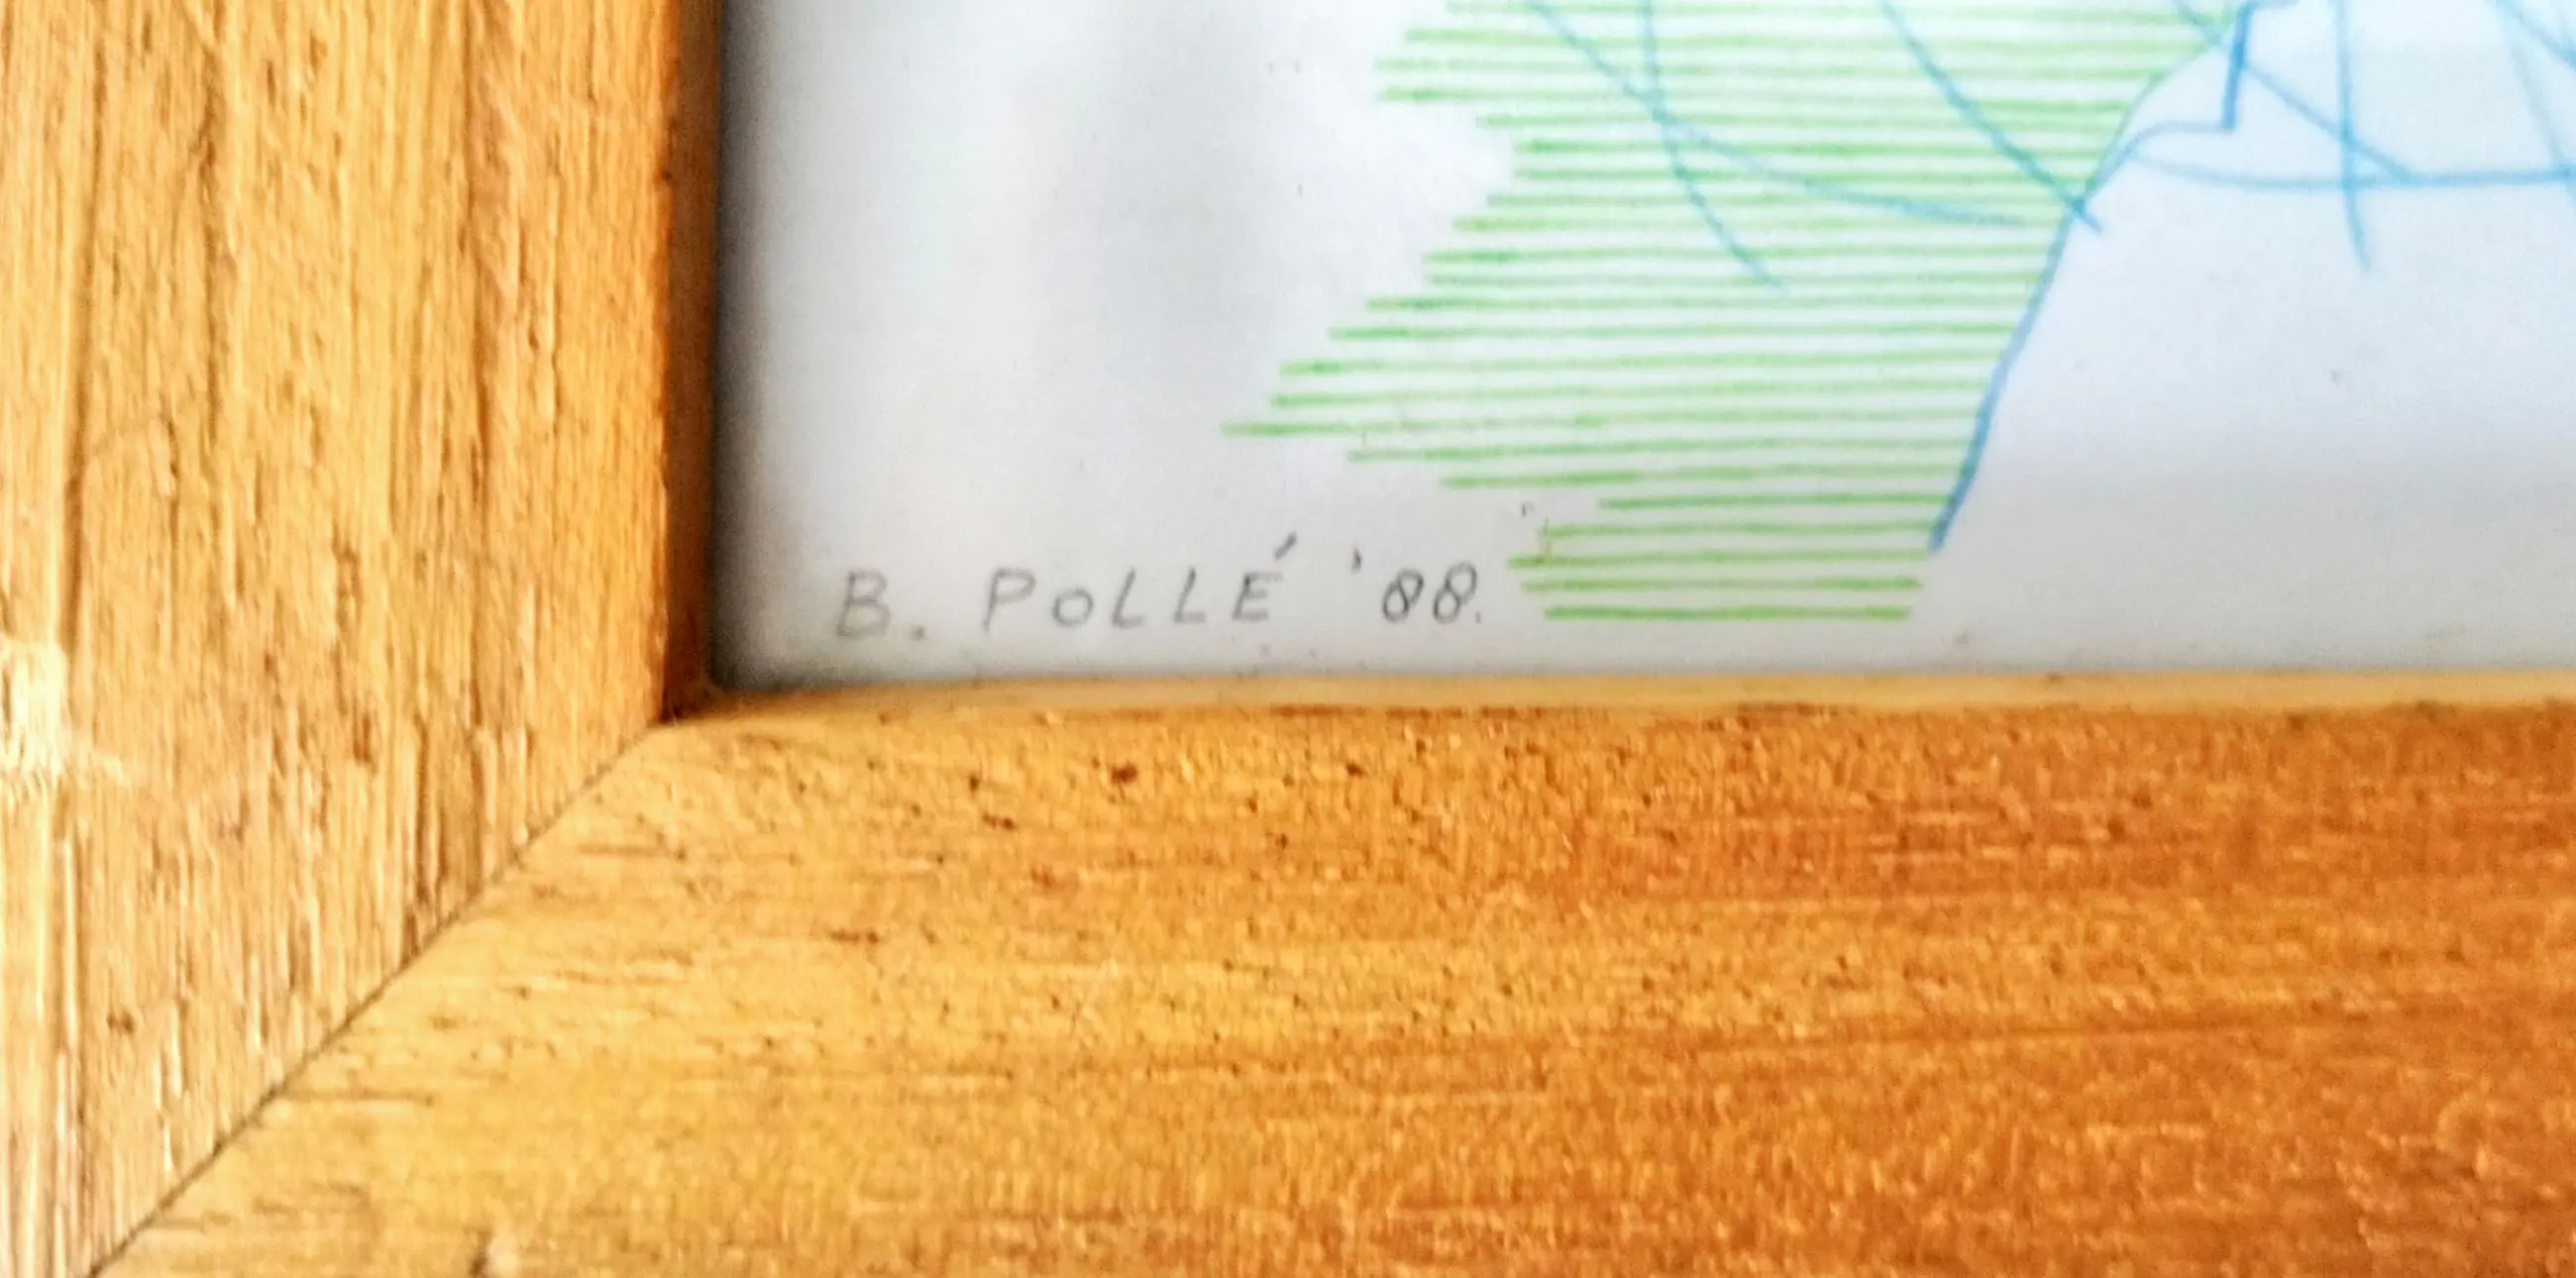 B. POLLÉ '88.